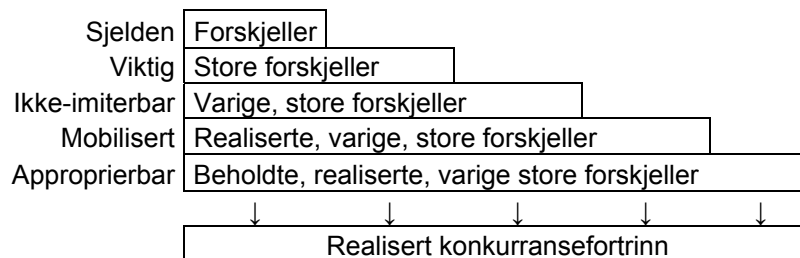 Sjelden Forskjeller
Viktig Store forskjeller
Ikke-imiterbar Varige, store forskjeller
Mobilisert Realiserte, varige, store forskjeller
Approprierbar Beholdte, realiserte, varige store forskjeller
↓ ↓ ↓ ↓ ↓
Realisert konkurransefortrinn